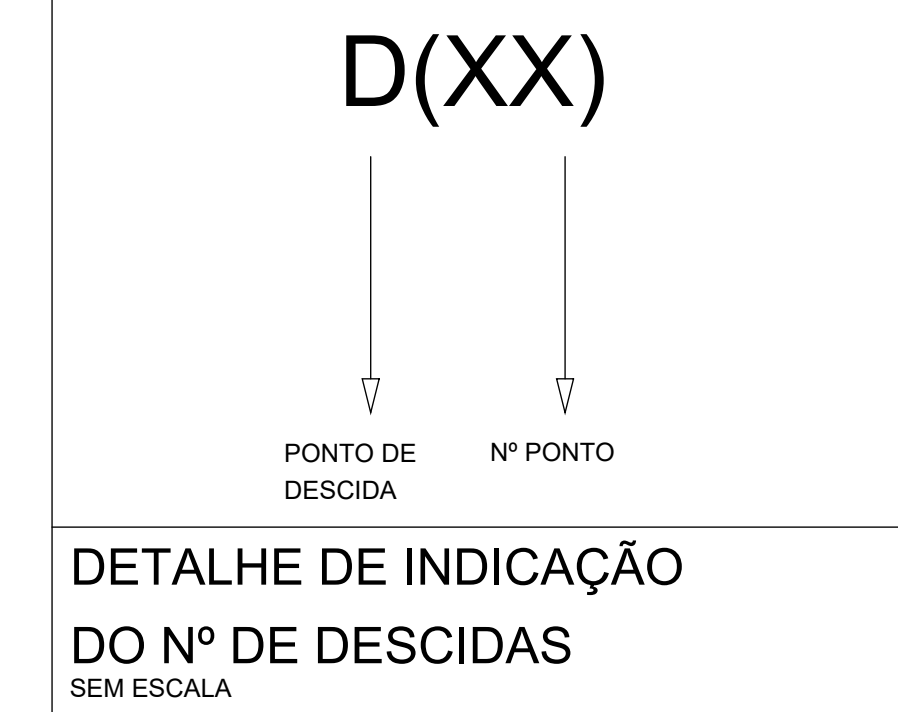 D(XX)
PONTO DE
DESCIDA
Nº PONTO
DETALHE DE INDICAÇÃO
DO Nº DE DESCIDAS
SEM ESCALA